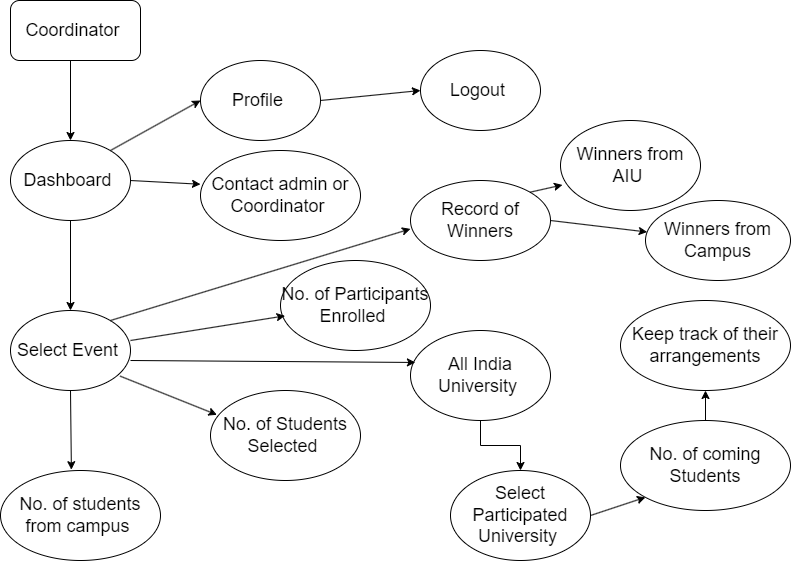 Coordinator
Profile
Logout
Dashboard
Contact admin or
Coordinator
Winners from
AIU
Record of
Winners
Winners from
Campus
No. of Participants
Enrolled
Select Event
All India
University
Keep track of their
arrangements
No. of Students
Selected
No. of coming
Students
No. of students
from campus
Select
Participated
University